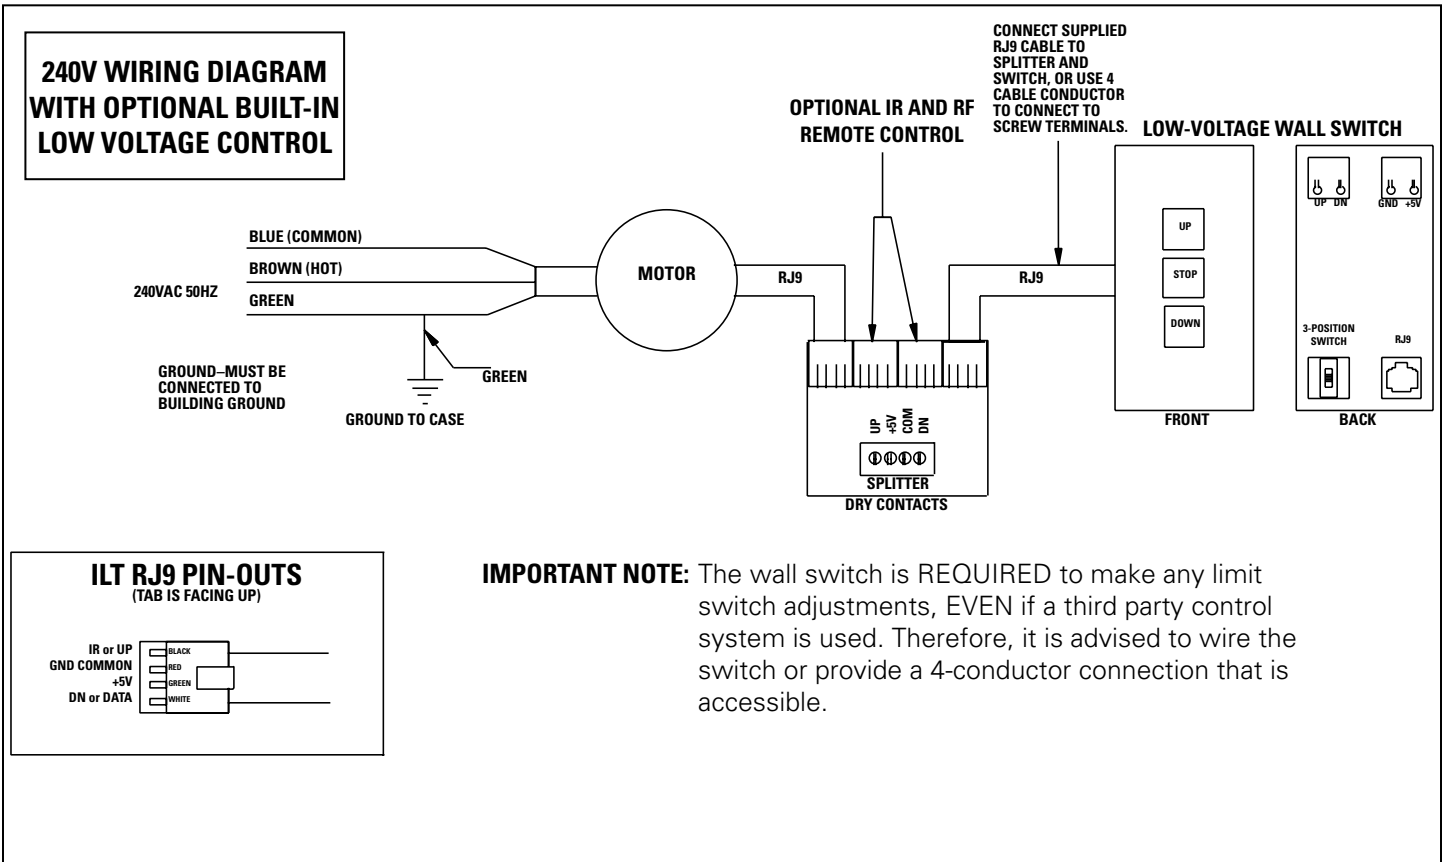 240V WIRING DIAGRAM
WITH OPTIONAL BUILT-IN
LOW VOLTAGE CONTROL
CONNECT SUPPLIED
RJ9 CABLE TO
SPLITTER AND
SWITCH, OR USE 4
CABLE CONDUCTOR
TO CONNECT TO
SCREW TERMINALS.
OPTIONAL IR AND RF
REMOTE CONTROL
LOW-VOLTAGE WALL SWITCH
BLUE (COMMON)
BROWN (HOT)
GREEN
240VAC 50HZ
GROUND–MUST BE
CONNECTED TO
BUILDING GROUND
GREEN
GROUND TO CASE
MOTOR
RJ9
RJ9
UP
+5V
COM
DN
SPLITTER
DRY CONTACTS
UP
STOP
DOWN
FRONT
UP DN
GND +5V
3-POSITION
SWITCH
RJ9
BACK
ILT RJ9 PIN-OUTS
(TAB IS FACING UP)
IR or UP BLACK
GND COMMON RED
+5V GREEN
DN or DATA WHITE
IMPORTANT NOTE: The wall switch is REQUIRED to make any limit
switch adjustments, EVEN if a third party control
system is used. Therefore, it is advised to wire the
switch or provide a 4-conductor connection that is
accessible.